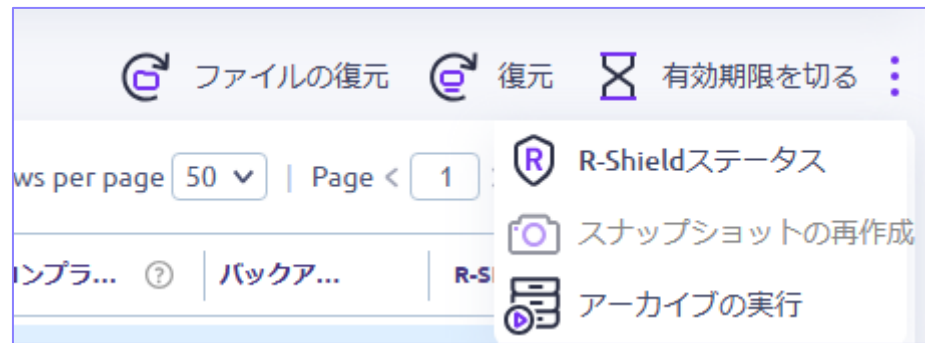 ファイルの復元 復元 有効期限を切る
ws per page 50 | Page < 1
R-Shieldステータス
スナップショットの再作成
ンプラ... ? バックア... R-S
アーカイブの実行